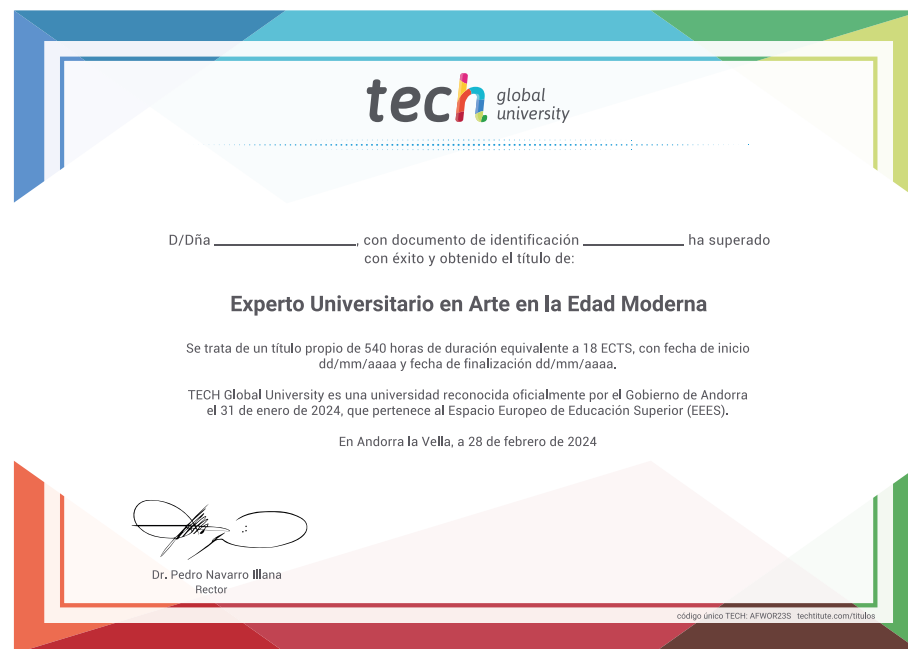 tech global university
D/Dña , con documento de identificación ha superado
con éxito y obtenido el título de:
Experto Universitario en Arte en la Edad Moderna
Se trata de un título propio de 540 horas de duración equivalente a 18 ECTS, con fecha de inicio
dd/mm/aaaa y fecha de finalización dd/mm/aaaa.
TECH Global University es una universidad reconocida oficialmente por el Gobierno de Andorra
el 31 de enero de 2024, que pertenece al Espacio Europeo de Educación Superior (EEES).
En Andorra la Vella, a 28 de febrero de 2024
Dr. Pedro Navarro Illana
Rector
código único TECH: AFWOR23S techtitute.com/titulos